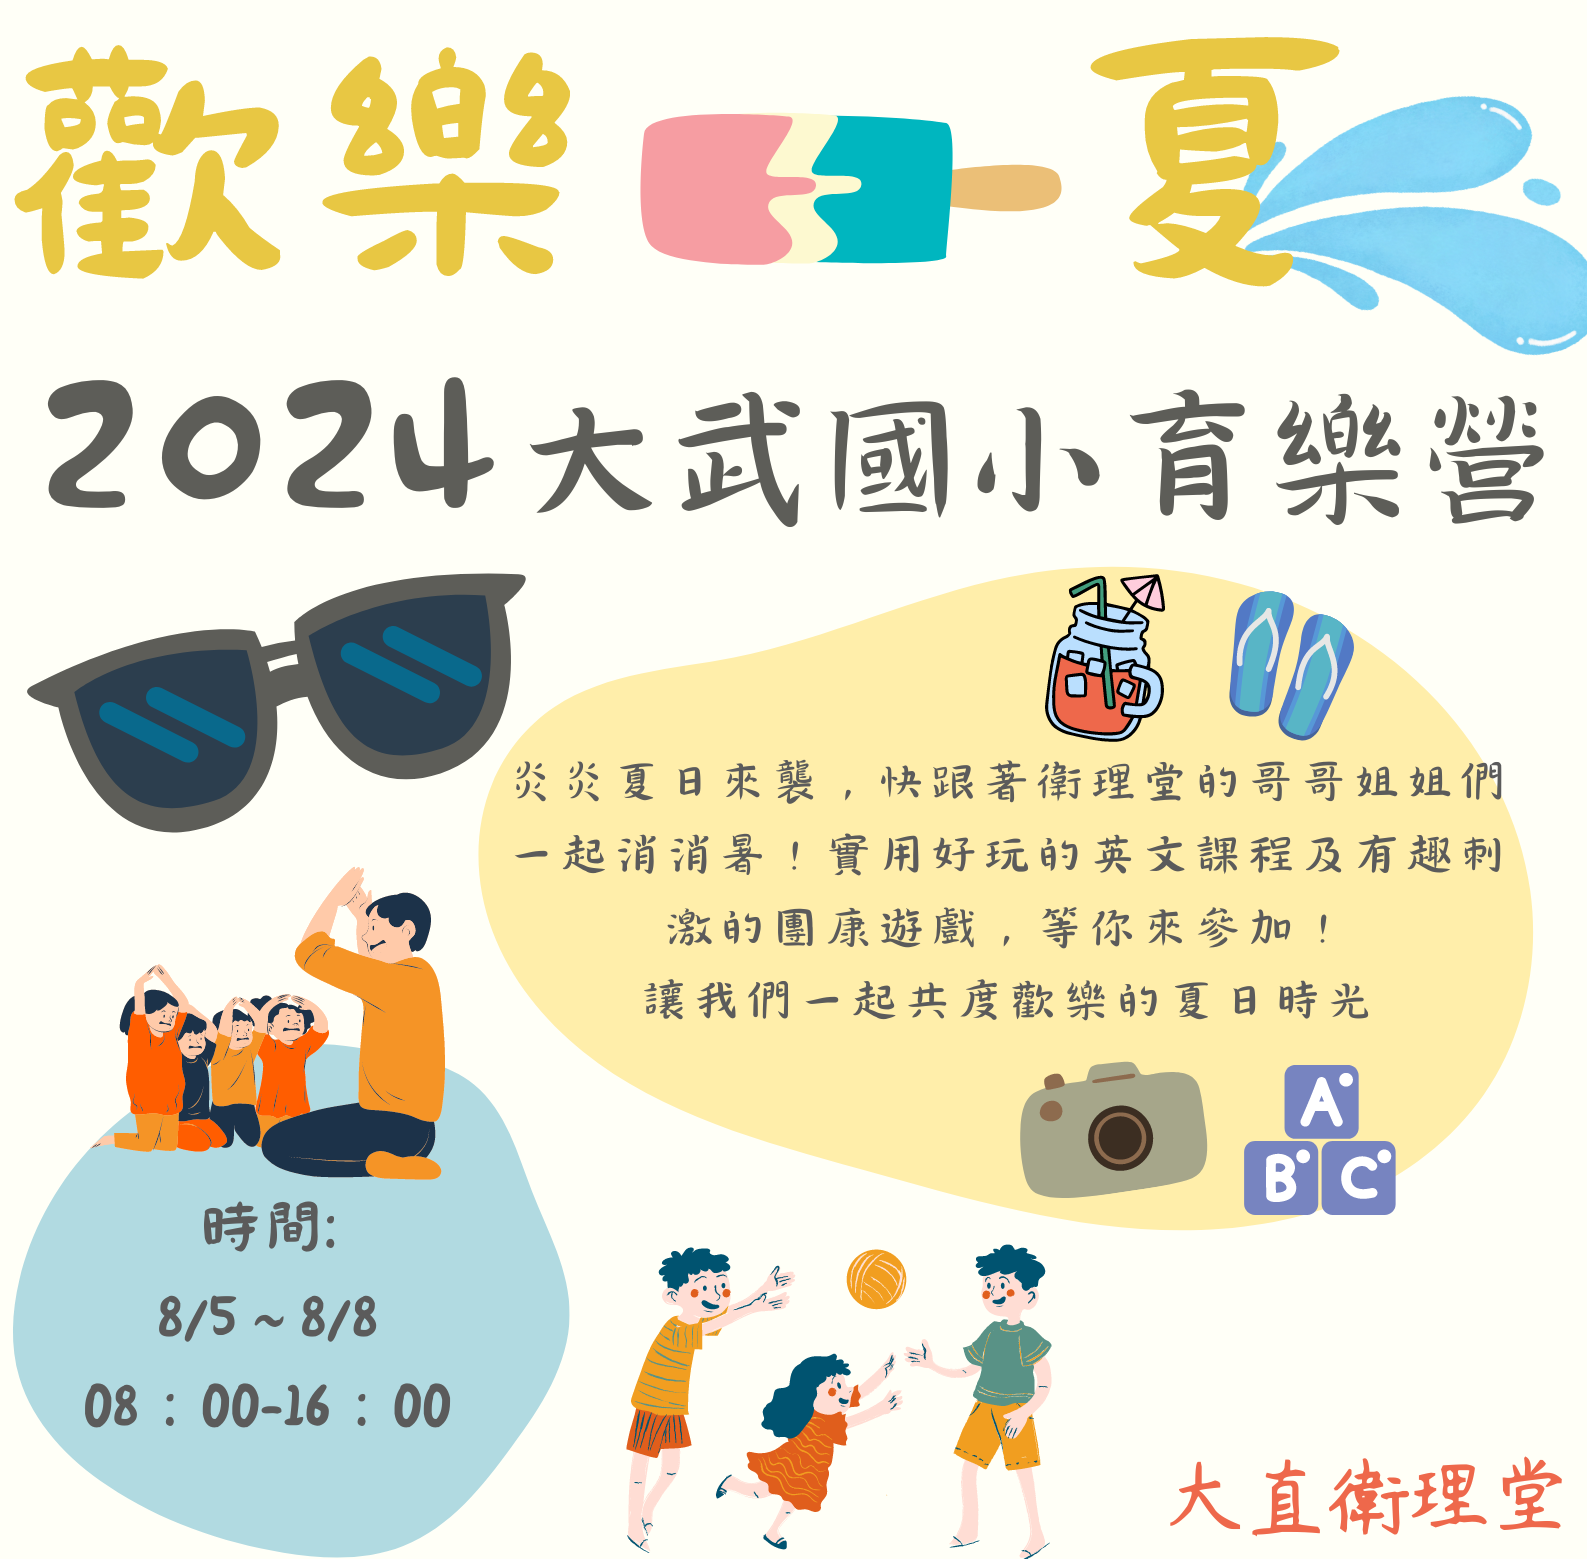 歡樂一夏
2024大武國小育樂營
炎炎夏日來襲，快跟著衛理堂的哥哥姐姐們
一起消消暑！實用好玩的英文課程及有趣刺
激的團康遊戲，等你來參加！
讓我們一起共度歡樂的夏日時光
A
B C
時間:
8/5 ~ 8/8
08：00-16：00
大直衛理堂